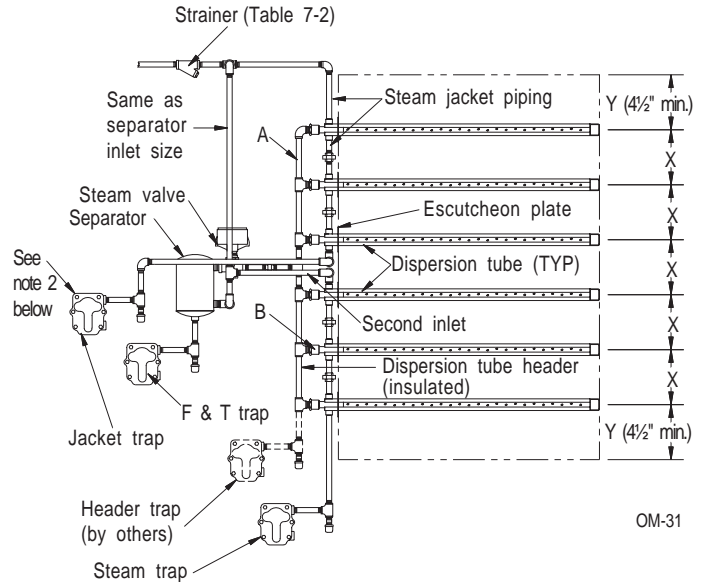 Strainer (Table 7-2)
Same as
separator
inlet size
Steam jacket piping
Y (4½" min.)
A
X
Steam valve
Separator
X
Escutcheon plate
See
note 2
below
X
Dispersion tube (TYP)
X
B
Second inlet
X
Dispersion tube header
(insulated)
F & T trap
Jacket trap
Y (4½" min.)
Header trap
(by others)
OM-31
Steam trap